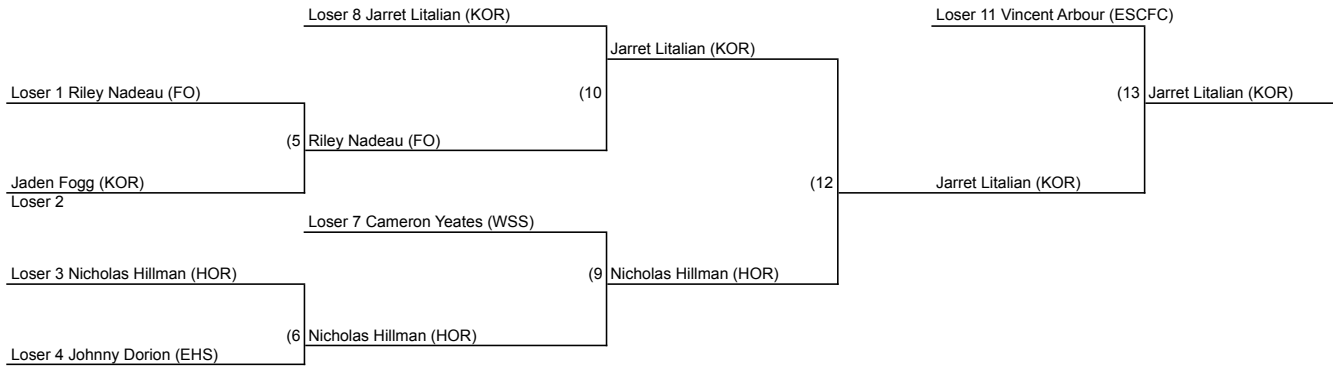 Loser 8 Jarret Litalian (KOR)
Loser 11 Vincent Arbour (ESCFC)
Jarret Litalian (KOR)
Loser 1 Riley Nadeau (FO)
(10
(13
Jarret Litalian (KOR)
(5
Riley Nadeau (FO)
Jaden Fogg (KOR)
Loser 2
(12
Jarret Litalian (KOR)
Loser 7 Cameron Yeates (WSS)
Loser 3 Nicholas Hillman (HOR)
(9
Nicholas Hillman (HOR)
(6
Nicholas Hillman (HOR)
Loser 4 Johnny Dorion (EHS)